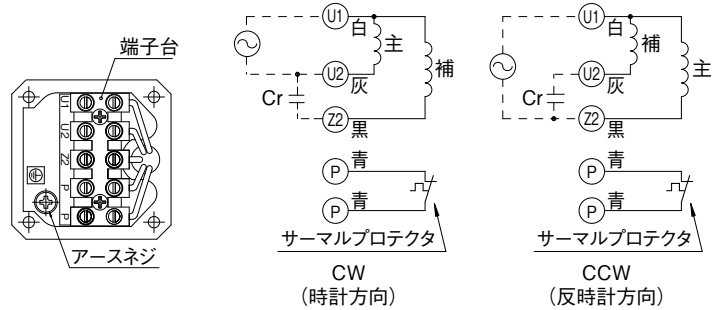 端子台
U1
U2
Z2
P
P
アースネジ
U1
白
主
補
U2
灰
Cr
Z2
黒
P
青
P
青
サーマルプロテクタ
CW
(時計方向)
U1
白
補
主
U2
灰
Cr
Z2
黒
P
青
P
青
サーマルプロテクタ
CCW
(反時計方向)